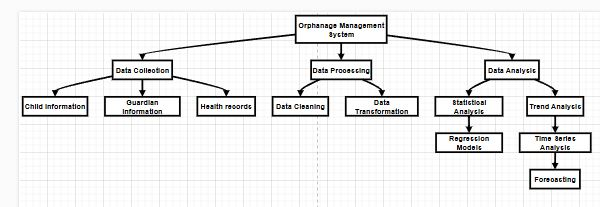 Orphanage Management
System
Data Collection
Data Processing
Data Analysis
Child Information
Guardian
Information
Health records
Data Cleaning
Data
Transformation
Statistical
Analysis
Trend Analysis
Regression
Models
Time Series
Analysis
Forecasting